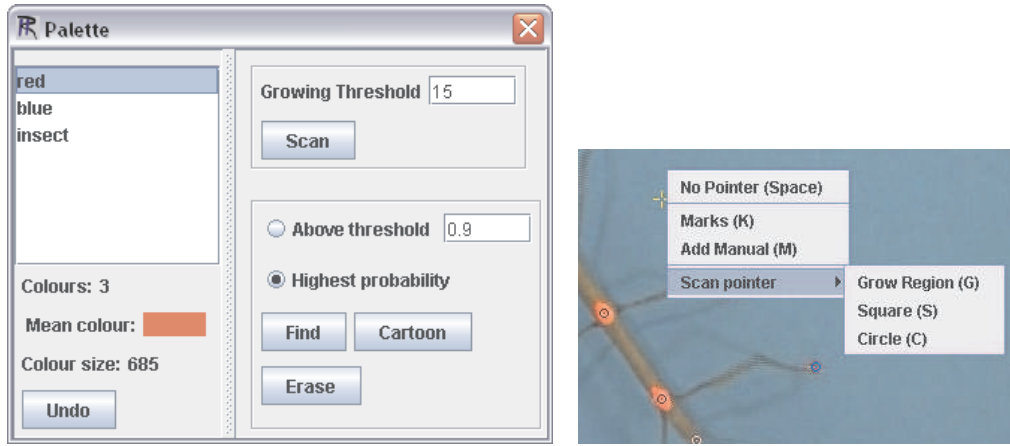 Palette
red
blue
insect
Colours: 3
Mean colour:
Colour size: 685
Undo
Growing Threshold 15
Scan
Above threshold 0.9
Highest probability
Find Cartoon
Erase
No Pointer (Space)
Marks (K)
Add Manual (M)
Scan pointer
Grow Region (G)
Square (S)
Circle (C)